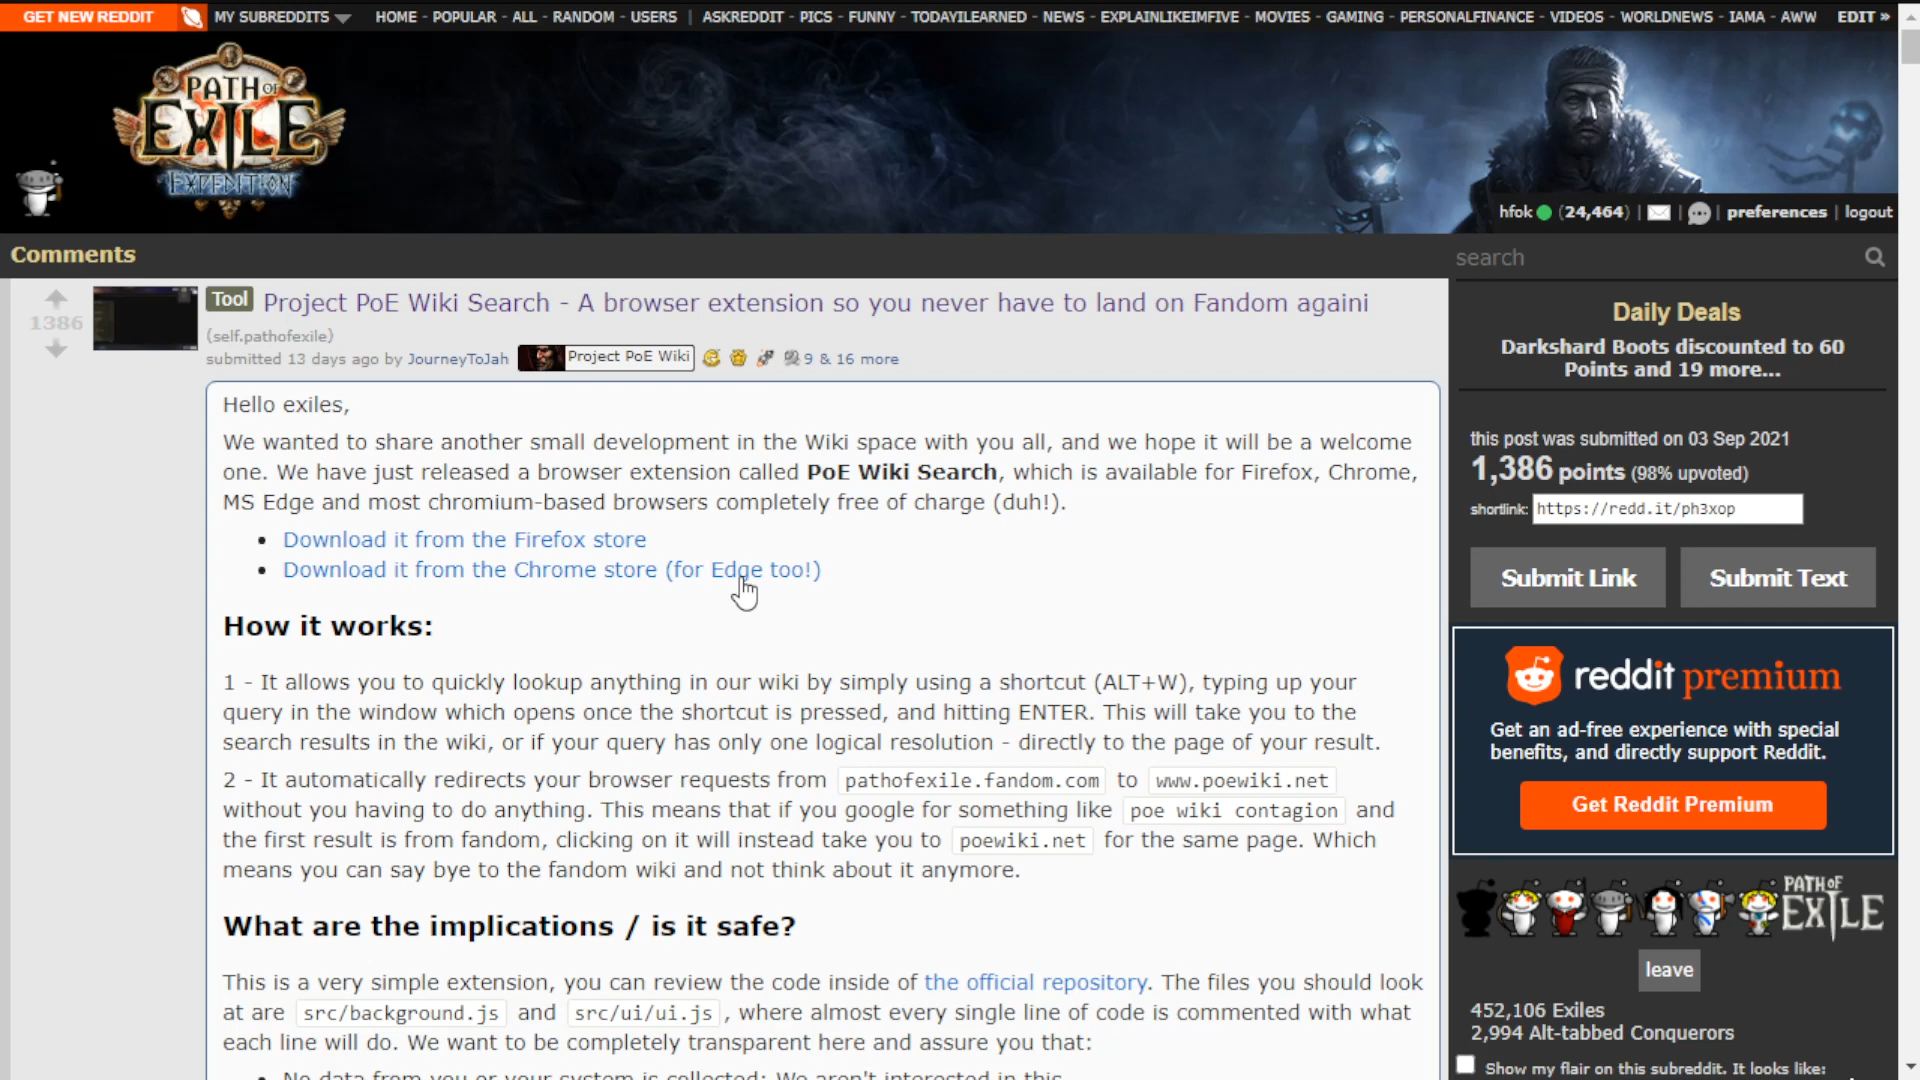 GET NEW REDDIT MY SUBREDDITS HOME - POPULAR - ALL - RANDOM - USERS | ASKREDDIT - PICS - FUNNY - TODAYILEARNED - NEWS - EXPLAINLIKEIMFIVE - MOVIES - GAMING - PERSONALFINANCE - VIDEOS - WORLDNEWS - IAMA - AWW EDIT »
PATH OF
EXILE
EXPEDITION
hfok (24,464) | | | preferences | logout
Comments
search
1386
Tool Project PoE Wiki Search - A browser extension so you never have to land on Fandom againi
(self.pathofexile)
submitted 13 days ago by JourneyToJah Project PoE Wiki 9 & 16 more
Hello exiles,
We wanted to share another small development in the Wiki space with you all, and we hope it will be a welcome
one. We have just released a browser extension called PoE Wiki Search, which is available for Firefox, Chrome,
MS Edge and most chromium-based browsers completely free of charge (duh!).
• Download it from the Firefox store
• Download it from the Chrome store (for Edge too!)
How it works:
1 - It allows you to quickly lookup anything in our wiki by simply using a shortcut (ALT+W), typing up your
query in the window which opens once the shortcut is pressed, and hitting ENTER. This will take you to the
search results in the wiki, or if your query has only one logical resolution - directly to the page of your result.
2 - It automatically redirects your browser requests from pathofexile.fandom.com to www.poewiki.net
without you having to do anything. This means that if you google for something like poe wiki contagion and
the first result is from fandom, clicking on it will instead take you to poewiki.net for the same page. Which
means you can say bye to the fandom wiki and not think about it anymore.
What are the implications / is it safe?
This is a very simple extension, you can review the code inside of the official repository. The files you should look
at are src/background.js and src/ui/ui.js, where almost every single line of code is commented with what
each line will do. We want to be completely transparent here and assure you that:
• No data from you or your system is collected; We aren't interested in this
Daily Deals
Darkshard Boots discounted to 60
Points and 19 more...
this post was submitted on 03 Sep 2021
1,386 points (98% upvoted)
shortlink: https://redd.it/ph3xop
Submit Link Submit Text
reddit premium
Get an ad-free experience with special
benefits, and directly support Reddit.
Get Reddit Premium
PATH OF
EXILE
leave
452,106 Exiles
2,994 Alt-tabbed Conquerors
Show my flair on this subreddit. It looks like: